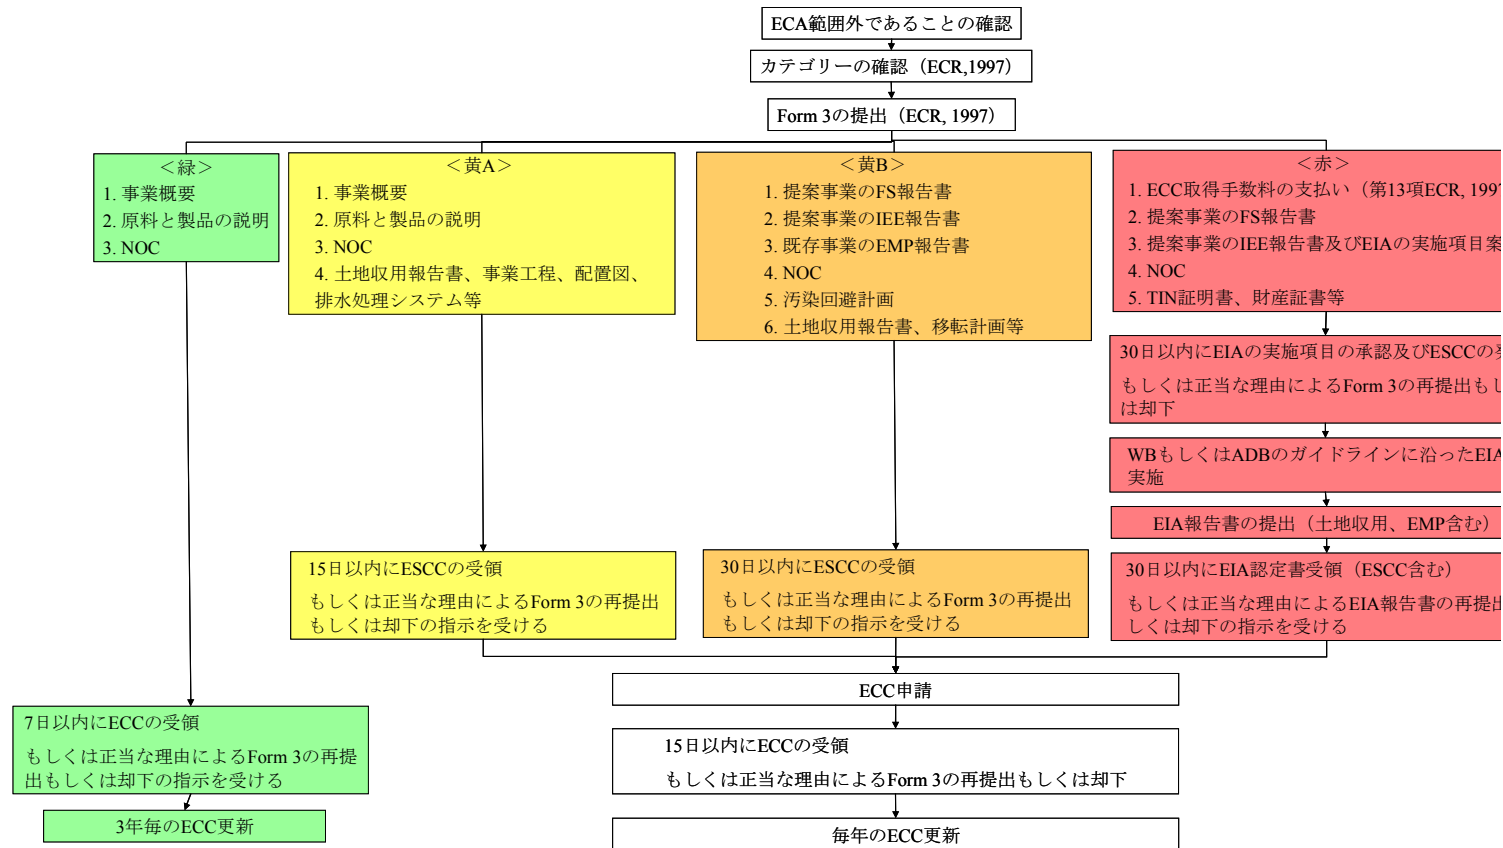 ECA範囲外であることの確認
カテゴリーの確認（ECR,1997）
Form 3の提出（ECR, 1997）
＜緑＞
1. 事業概要
2. 原料と製品の説明
3. NOC
＜黄A＞
1. 事業概要
2. 原料と製品の説明
3. NOC
4. 土地収用報告書、事業工程、配置図、
排水処理システム等
＜黄B＞
1. 提案事業のFS報告書
2. 提案事業のIEE報告書
3. 既存事業のEMP報告書
4. NOC
5. 汚染回避計画
6. 土地収用報告書、移転計画等
＜赤＞
1. ECC取得手数料の支払い（第13項ECR, 1997
2. 提案事業のFS報告書
3. 提案事業のIEE報告書及びEIAの実施項目案
4. NOC
5. TIN証明書、財産証書等
30日以内にEIAの実施項目の承認及びESCCの
もしくは正当な理由によるForm 3の再提出もし
は却下
WBもしくはADBのガイドラインに沿ったEIA
実施
EIA報告書の提出（土地収用、EMP含む）
15日以内にESCCの受領
もしくは正当な理由によるForm 3の再提出
もしくは却下の指示を受ける
30日以内にESCCの受領
もしくは正当な理由によるForm 3の再提出
もしくは却下の指示を受ける
30日以内にEIA認定書受領（ESCC含む）
もしくは正当な理由によるEIA報告書の再提出
しくは却下の指示を受ける
ECC申請
7日以内にECCの受領
もしくは正当な理由によるForm 3の再提
出もしくは却下の指示を受ける
15日以内にECCの受領
もしくは正当な理由によるForm 3の再提出もしくは却下
3年毎のECC更新
毎年のECC更新